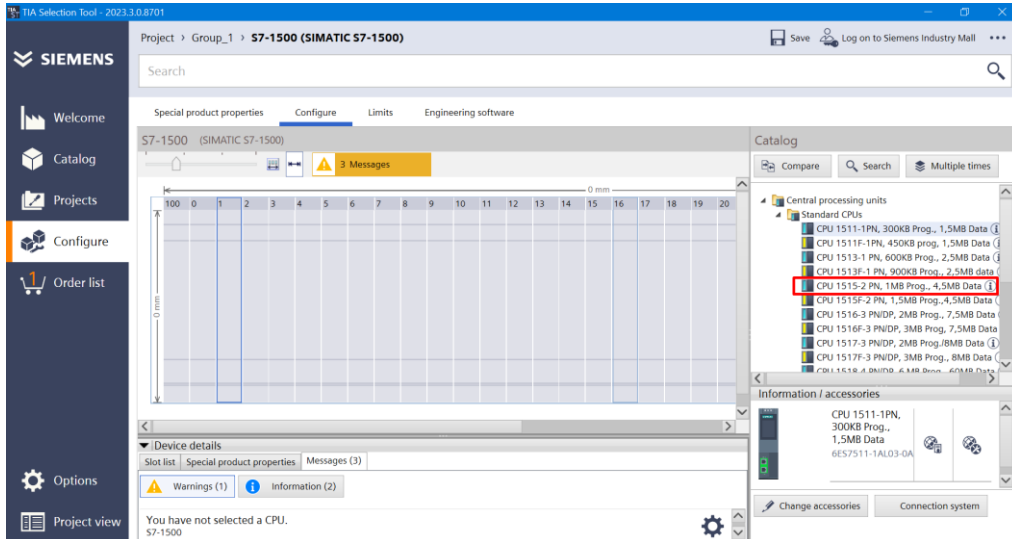 TIA Selection Tool - 2023.3.0.8701
Project > Group_1 > S7-1500 (SIMATIC S7-1500)
Save
Log on to Siemens Industry Mall
SIEMENS
Search
Welcome
Catalog
Projects
Configure
1
Order list
Options
Project view
Special product properties
Configure
Limits
Engineering software
S7-1500 (SIMATIC S7-1500)
3 Messages
0 mm
100 0 1 2 3 4 5 6 7 8 9 10 11 12 13 14 15 16 17 18 19 20
0 mm
Device details
Slot list
Special product properties
Messages (3)
Warnings (1)
Information (2)
You have not selected a CPU.
S7-1500
Catalog
Compare
Search
Multiple times
Central processing units
Standard CPUs
CPU 1511-1PN, 300KB Prog., 1,5MB Data
CPU 1511F-1PN, 450KB prog, 1,5MB Data
CPU 1513-1 PN, 600KB Prog., 2,5MB Data
CPU 1513F-1 PN, 900KB Prog., 2,5MB data
CPU 1515-2 PN, 1MB Prog., 4,5MB Data
CPU 1515F-2 PN, 1,5MB Prog.,4,5MB Data
CPU 1516-3 PN/DP, 2MB Prog., 7,5MB Data
CPU 1516F-3 PN/DP, 3MB Prog, 7,5MB Data
CPU 1517-3 PN/DP, 2MB Prog./8MB Data
CPU 1517F-3 PN/DP, 3MB Prog., 8MB Data
CPU 1518-4 PN/DP, 6 MB Prog., 60MB Data
Information / accessories
CPU 1511-1PN,
300KB Prog.,
1,5MB Data
6ES7511-1AL03-0A
Change accessories
Connection system